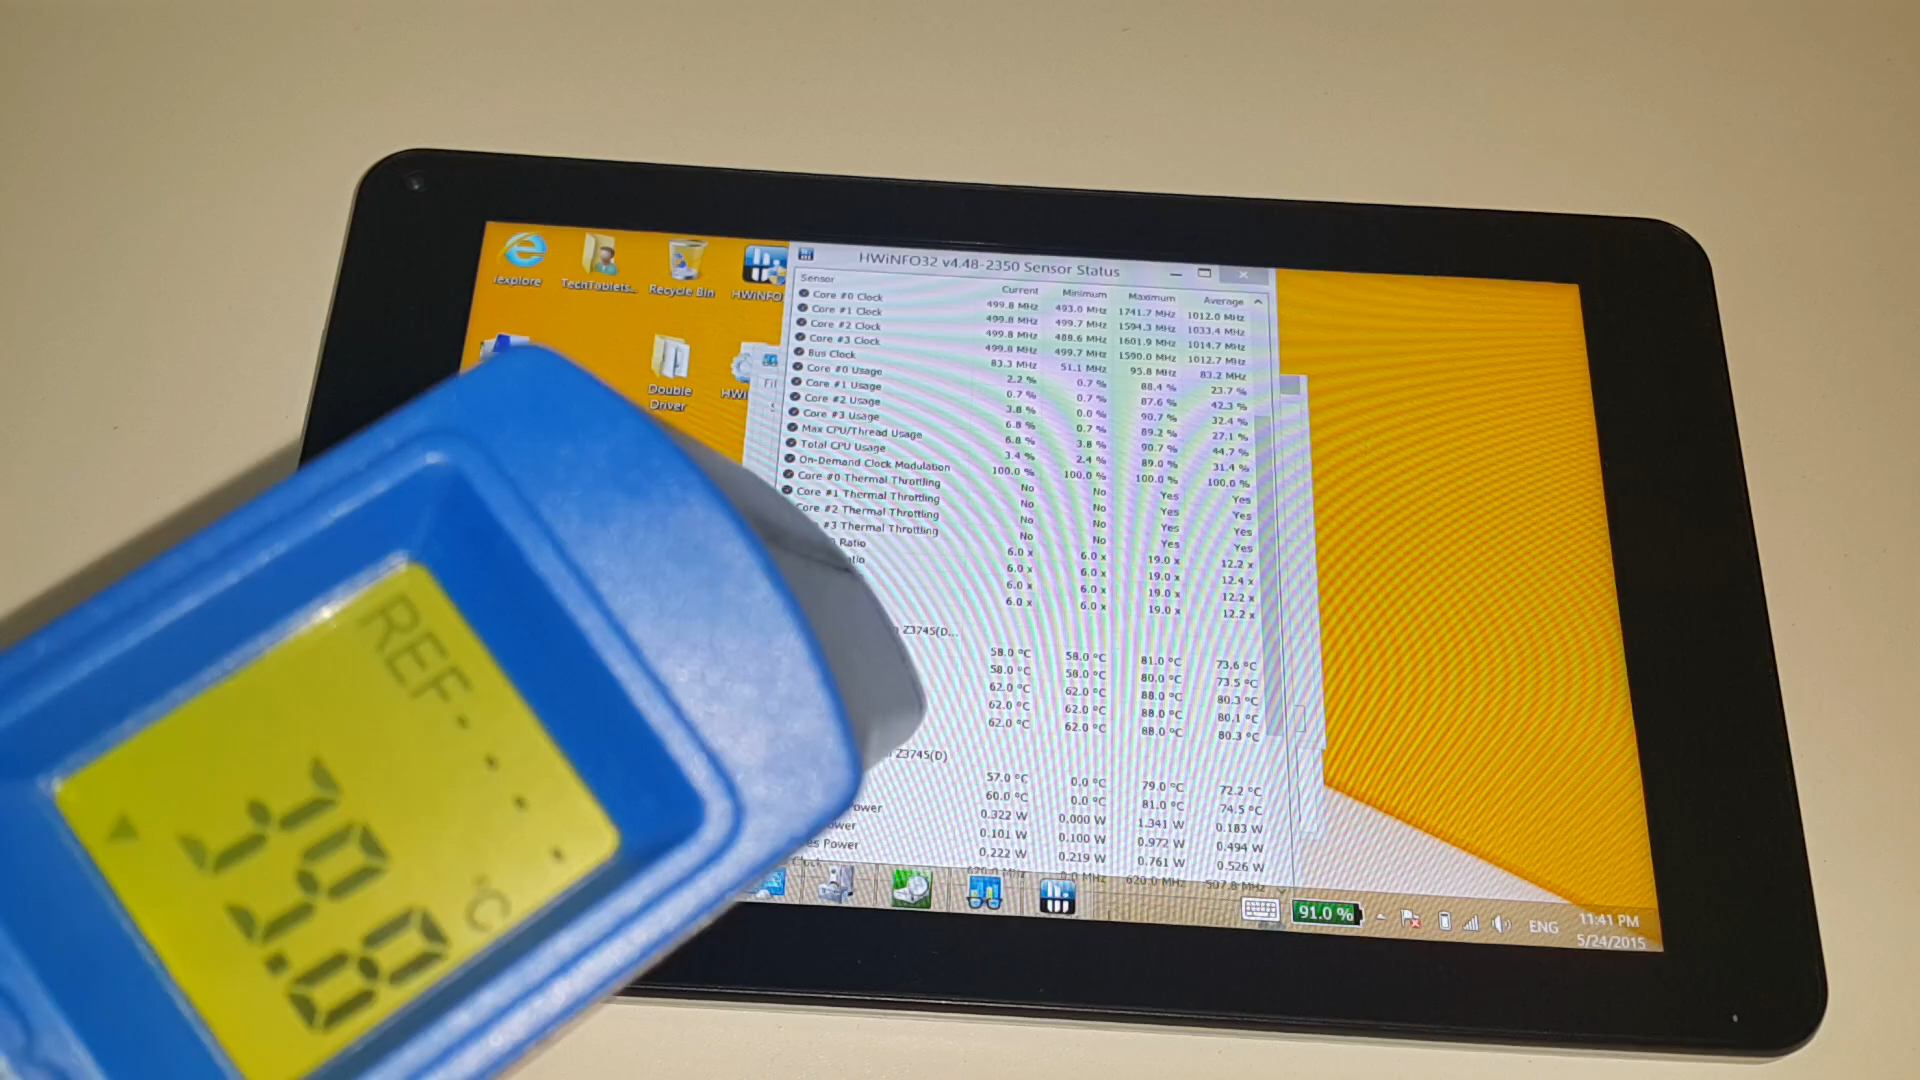 iexplore
TechTablets...
Recycle Bin
HWiNFO
Double
Driver
HWi
HWiNFO32 v4.48-2350 Sensor Status
Sensor Current Minimum Maximum Average
Core #0 Clock 499.8 MHz 493.0 MHz 1741.7 MHz 1012.0 MHz
Core #1 Clock 499.8 MHz 499.7 MHz 1594.3 MHz 1033.4 MHz
Core #2 Clock 499.8 MHz 488.6 MHz 1601.9 MHz 1014.7 MHz
Core #3 Clock 499.8 MHz 499.7 MHz 1590.0 MHz 1012.7 MHz
Bus Clock 83.3 MHz 51.1 MHz 95.8 MHz 83.2 MHz
Core #0 Usage 2.2 % 0.7 % 88.4 % 23.7 %
Core #1 Usage 0.7 % 0.7 % 87.6 % 42.3 %
Core #2 Usage 3.8 % 0.0 % 90.7 % 32.4 %
Core #3 Usage 6.8 % 0.7 % 89.2 % 27.1 %
Max CPU/Thread Usage 6.8 % 3.8 % 90.7 % 44.7 %
Total CPU Usage 3.4 % 2.4 % 89.0 % 31.4 %
On-Demand Clock Modulation 100.0 % 100.0 % 100.0 % 100.0 %
Core #0 Thermal Throttling No No Yes Yes
Core #1 Thermal Throttling No No Yes Yes
Core #2 Thermal Throttling No No Yes Yes
#3 Thermal Throttling No No Yes Yes
Ratio 6.0 x 6.0 x 19.0 x 12.2 x
atio 6.0 x 6.0 x 19.0 x 12.4 x
6.0 x 6.0 x 19.0 x 12.2 x
6.0 x 6.0 x 19.0 x 12.2 x
Z3745(D...
58.0 °C 58.0 °C 81.0 °C 73.6 °C
58.0 °C 58.0 °C 80.0 °C 73.5 °C
62.0 °C 62.0 °C 88.0 °C 80.3 °C
62.0 °C 62.0 °C 88.0 °C 80.1 °C
62.0 °C 62.0 °C 88.0 °C 80.3 °C
Z3745(D)
57.0 °C 0.0 °C 79.0 °C 72.2 °C
60.0 °C 0.0 °C 81.0 °C 74.5 °C
ower 0.322 W 0.000 W 1.341 W 0.183 W
wer 0.101 W 0.100 W 0.972 W 0.494 W
es Power 0.222 W 0.219 W 0.761 W 0.526 W
Clock 620.0 MHz 0.0 MHz 620.0 MHz 507.8 MHz
91.0 %
ENG
11:41 PM
5/24/2015
REF----
39.8 °C